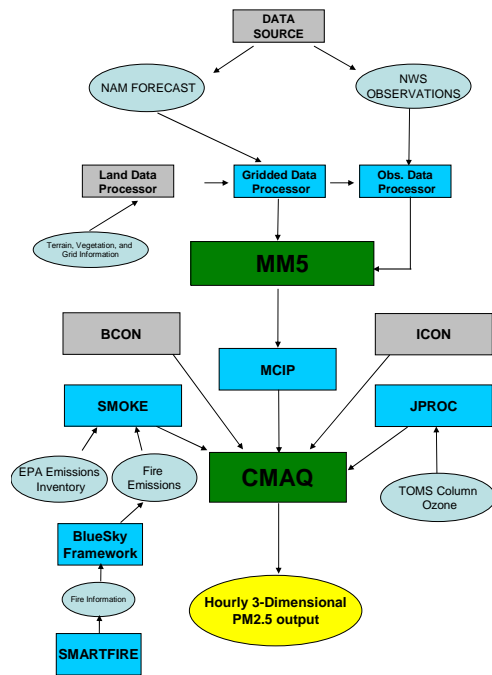 DATA
SOURCE
NAM FORECAST
NWS
OBSERVATIONS
Land Data
Processor
Gridded Data
Processor
Obs. Data
Processor
Terrain, Vegetation, and
Grid Information
MM5
BCON
ICON
MCIP
SMOKE
JPROC
EPA Emissions
Inventory
Fire
Emissions
CMAQ
TOMS Column
Ozone
BlueSky
Framework
Fire Information
Hourly 3-Dimensional
PM2.5 output
SMARTFIRE